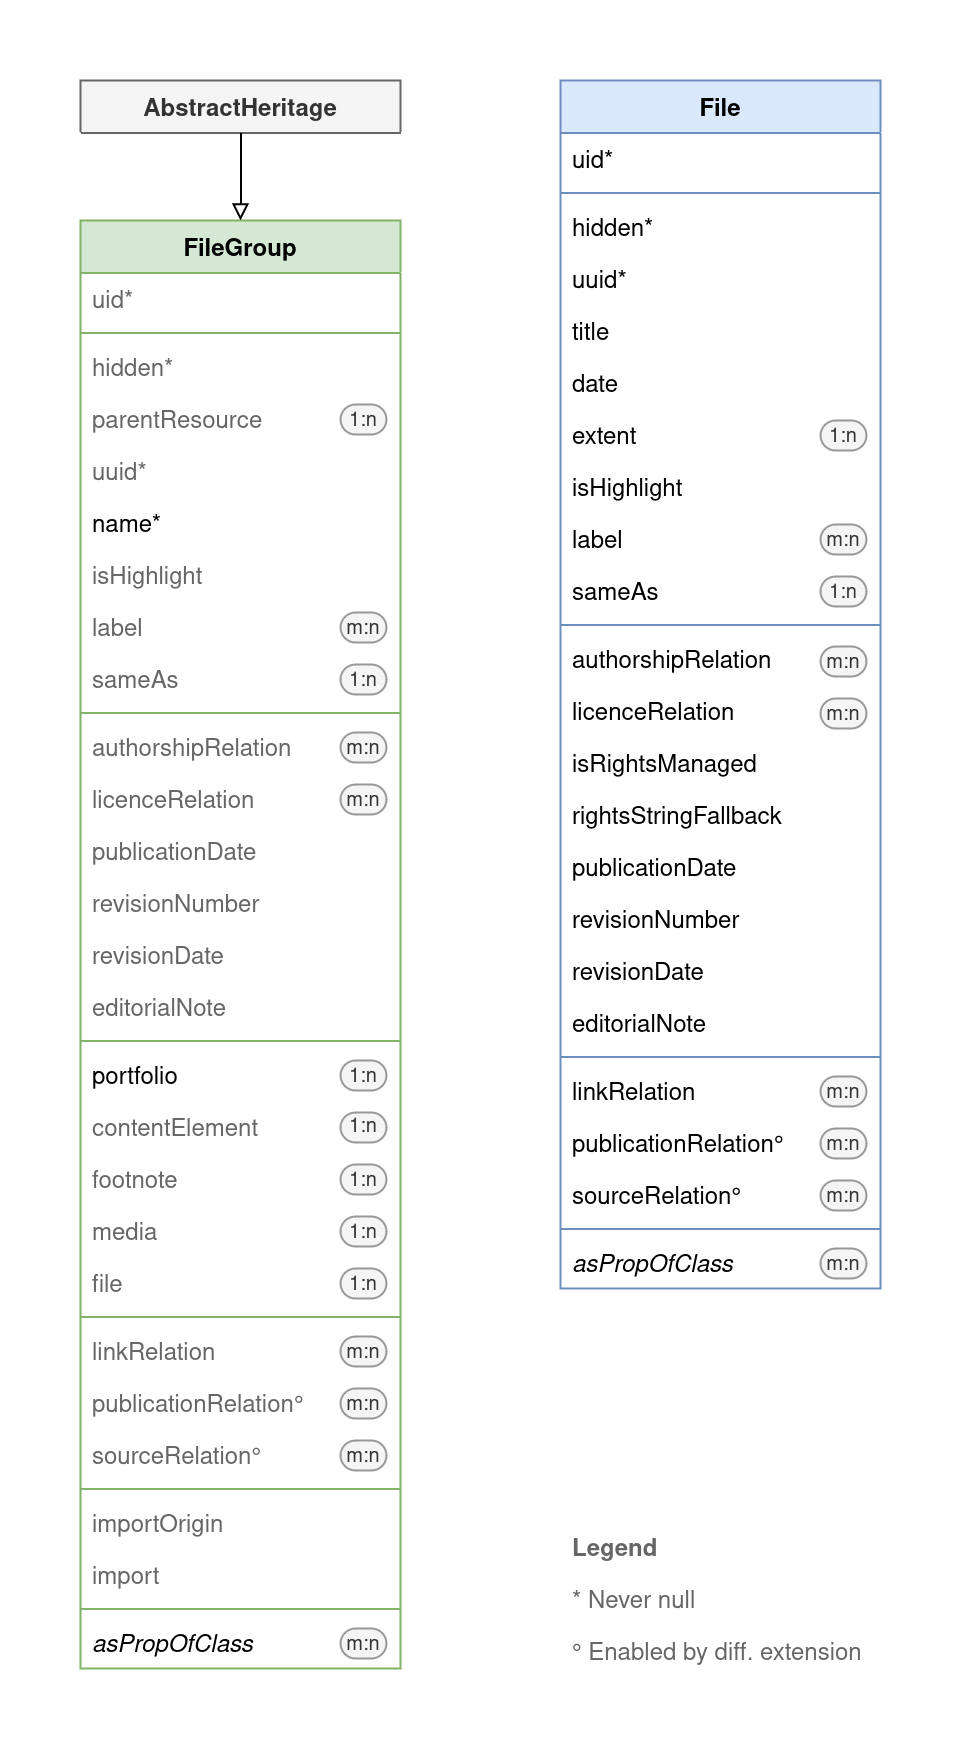 AbstractHeritage
FileGroup
uid*
hidden*
parentResource 1:n
uuid*
name*
isHighlight
label m:n
sameAs 1:n
authorshipRelation m:n
licenceRelation m:n
publicationDate
revisionNumber
revisionDate
editorialNote
portfolio 1:n
contentElement 1:n
footnote 1:n
media 1:n
file 1:n
linkRelation m:n
publicationRelation° m:n
sourceRelation° m:n
importOrigin
import
asPropOfClass m:n
File
uid*
hidden*
uuid*
title
date
extent 1:n
isHighlight
label m:n
sameAs 1:n
authorshipRelation m:n
licenceRelation m:n
isRightsManaged
rightsStringFallback
publicationDate
revisionNumber
revisionDate
editorialNote
linkRelation m:n
publicationRelation° m:n
sourceRelation° m:n
asPropOfClass m:n
Legend
* Never null
° Enabled by diff. extension